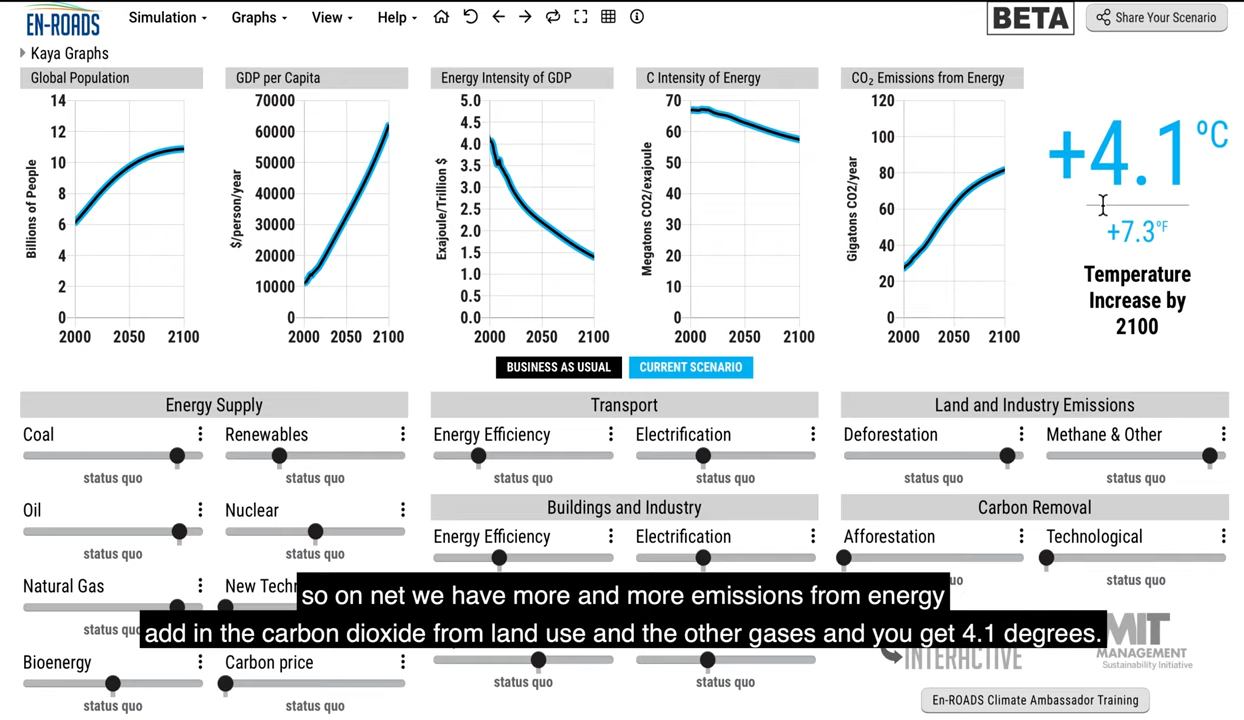 EN-ROADS
Simulation Graphs View Help
BETA
Share Your Scenario
Kaya Graphs
Global Population
14
12
10
8
6
4
2
0
Billions of People
2000 2050 2100
GDP per Capita
70000
60000
50000
40000
30000
20000
10000
0
$/person/year
2000 2050 2100
Energy Intensity of GDP
5.0
4.5
4.0
3.5
3.0
2.5
2.0
1.5
1.0
0.5
0.0
Exajoule/Trillion $
2000 2050 2100
C Intensity of Energy
70
60
50
40
30
20
10
0
Megatons CO2/exajoule
2000 2050 2100
CO₂ Emissions from Energy
120
100
80
60
40
20
0
Gigatons CO2/year
2000 2050 2100
+4.1 ºC
+7.3ºF
Temperature
Increase by
2100
BUSINESS AS USUAL
CURRENT SCENARIO
Energy Supply
Coal
status quo
Renewables
status quo
Oil
status quo
Nuclear
status quo
Natural Gas
status quo
New Techn
Bioenergy
status quo
Carbon price
status quo
Transport
Energy Efficiency
status quo
Electrification
status quo
Buildings and Industry
Energy Efficiency
Electrification
status quo
status quo
Land and Industry Emissions
Deforestation
status quo
Methane & Other
status quo
Carbon Removal
Afforestation
Technological
status quo
so on net we have more and more emissions from energy
add in the carbon dioxide from land use and the other gases and you get 4.1 degrees.
INTERACTIVE
MIT
MANAGEMENT
Sustainability Initiative
En-ROADS Climate Ambassador Training